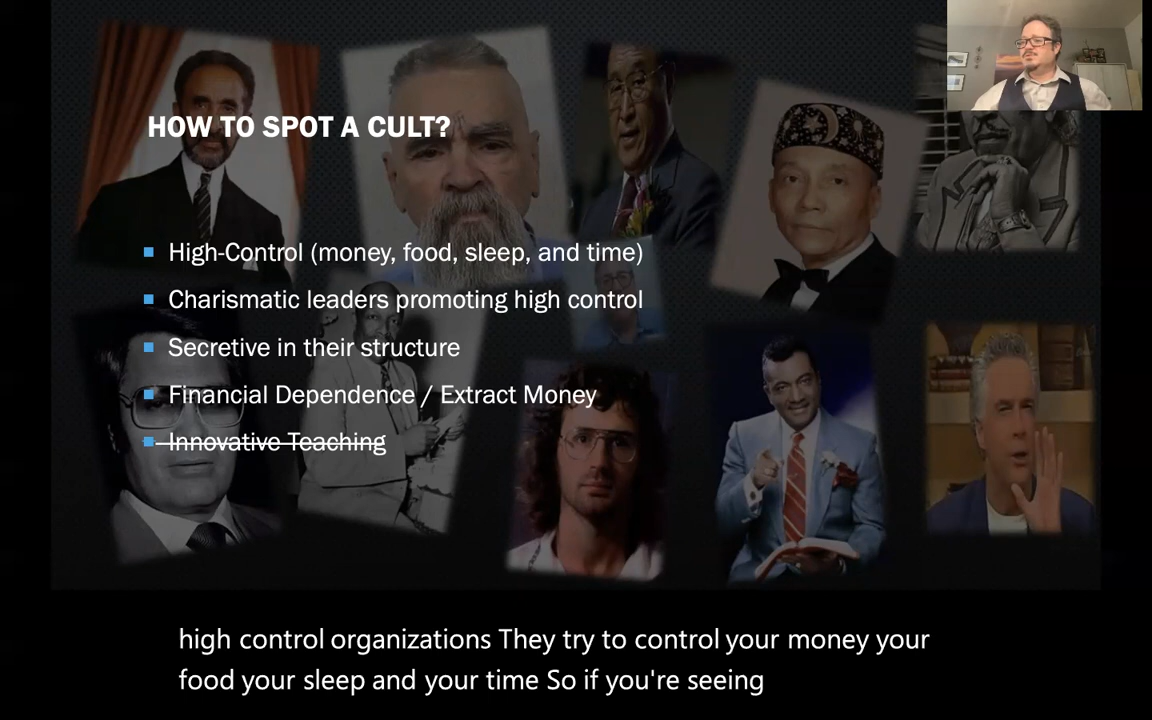 HOW TO SPOT A CULT?
High-Control (money, food, sleep, and time)
Charismatic leaders promoting high control
Secretive in their structure
Financial Dependence / Extract Money
Innovative Teaching
high control organizations They try to control your money your
food your sleep and your time So if you're seeing